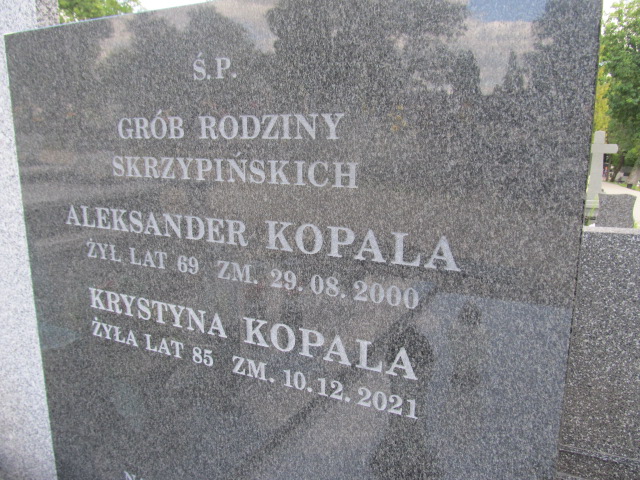 Ś.P.
GRÓB RODZINY
SKRZYPIŃSKICH
ALEKSANDER KOPALA
ŻYŁ LAT 69 ZM. 29.08.2000
KRYSTYNA KOPALA
ŻYŁA LAT 85 ZM. 10.12.2021